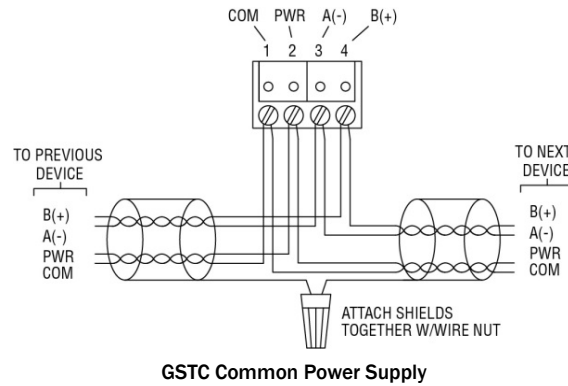 COM PWR A(-) B(+)
1 2 3 4
TO PREVIOUS
DEVICE
B(+)
A(-)
PWR
COM
TO NEXT
DEVICE
B(+)
A(-)
PWR
COM
ATTACH SHIELDS
TOGETHER W/WIRE NUT
GSTC Common Power Supply